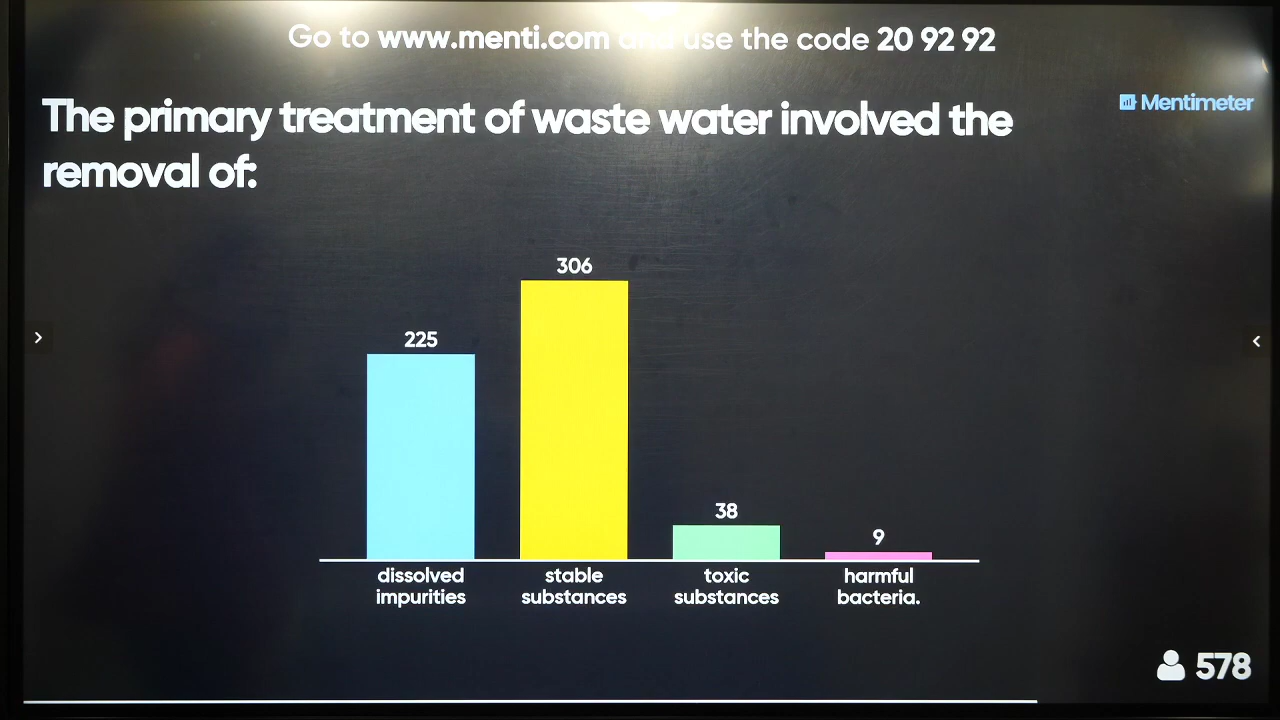 Go to www.menti.com and use the code 20 92 92
Mentimeter
The primary treatment of waste water involved the
removal of:
225
306
38
9
dissolved
impurities
stable
substances
toxic
substances
harmful
bacteria.
578